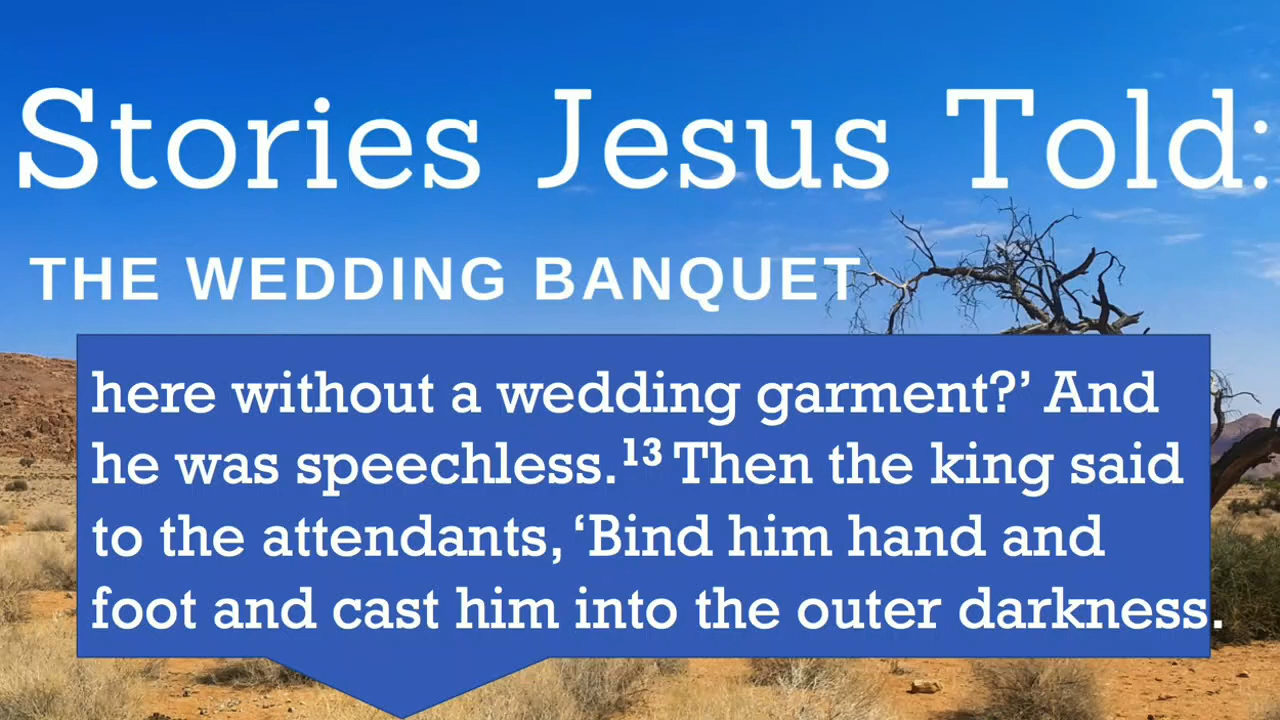 Stories Jesus Told:
THE WEDDING BANQUET
here without a wedding garment?’ And
he was speechless. 13 Then the king said
to the attendants, ‘Bind him hand and
foot and cast him into the outer darkness.